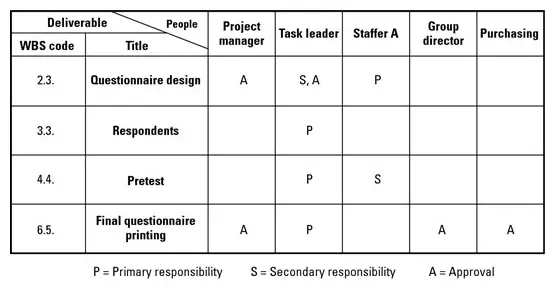 Deliverable People Project manager Task leader Staffer A Group director Purchasing
WBS code Title
2.3. Questionnaire design A S, A P
3.3. Respondents P
4.4. Pretest P S
6.5. Final questionnaire printing A P A A
P = Primary responsibility S = Secondary responsibility A = Approval